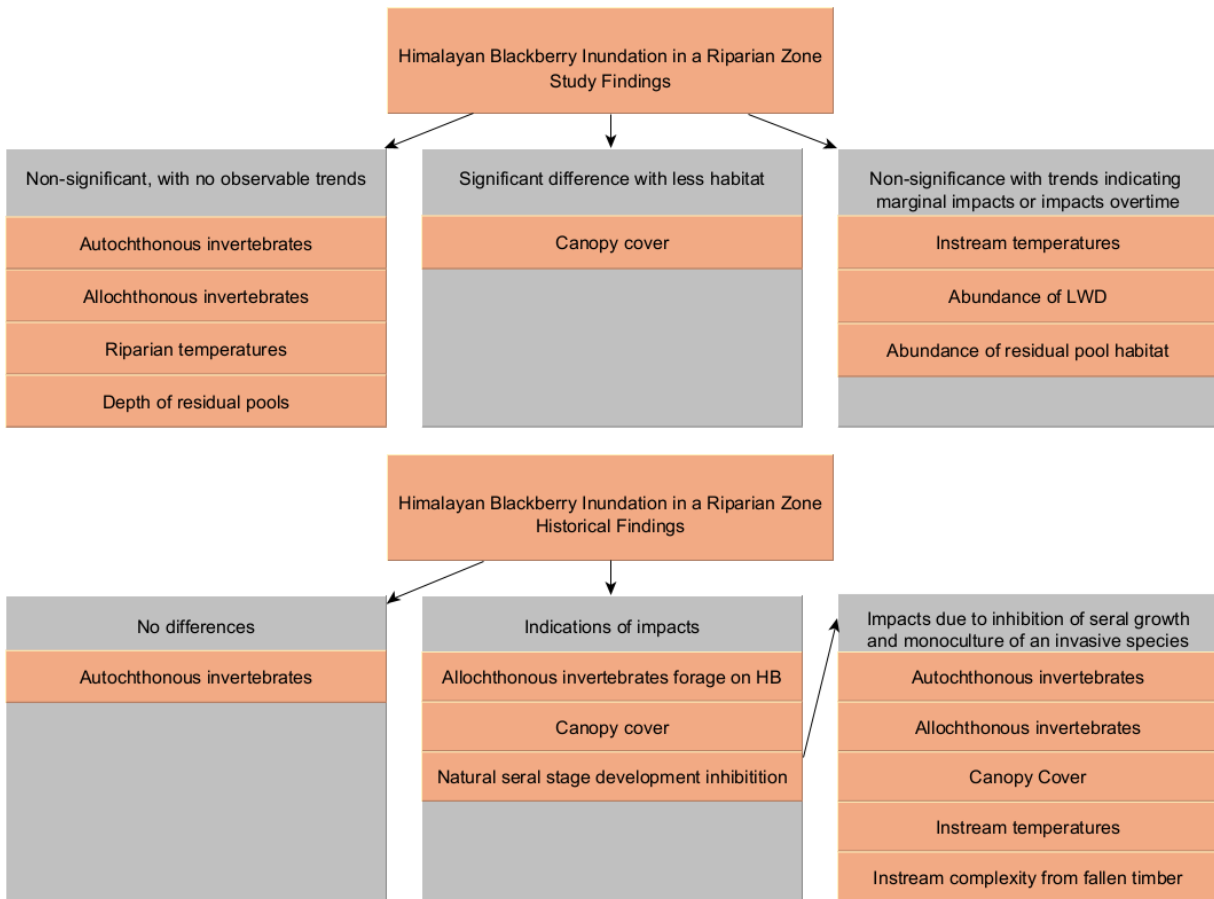 Himalayan Blackberry Inundation in a Riparian Zone
Study Findings
Non-significant, with no observable trends
Autochthonous invertebrates
Allochthonous invertebrates
Riparian temperatures
Depth of residual pools
Significant difference with less habitat
Canopy cover
Non-significance with trends indicating
marginal impacts or impacts overtime
Instream temperatures
Abundance of LWD
Abundance of residual pool habitat
Himalayan Blackberry Inundation in a Riparian Zone
Historical Findings
No differences
Autochthonous invertebrates
Indications of impacts
Allochthonous invertebrates forage on HB
Canopy cover
Natural seral stage development inhibitition
Impacts due to inhibition of seral growth
and monoculture of an invasive species
Autochthonous invertebrates
Allochthonous invertebrates
Canopy Cover
Instream temperatures
Instream complexity from fallen timber